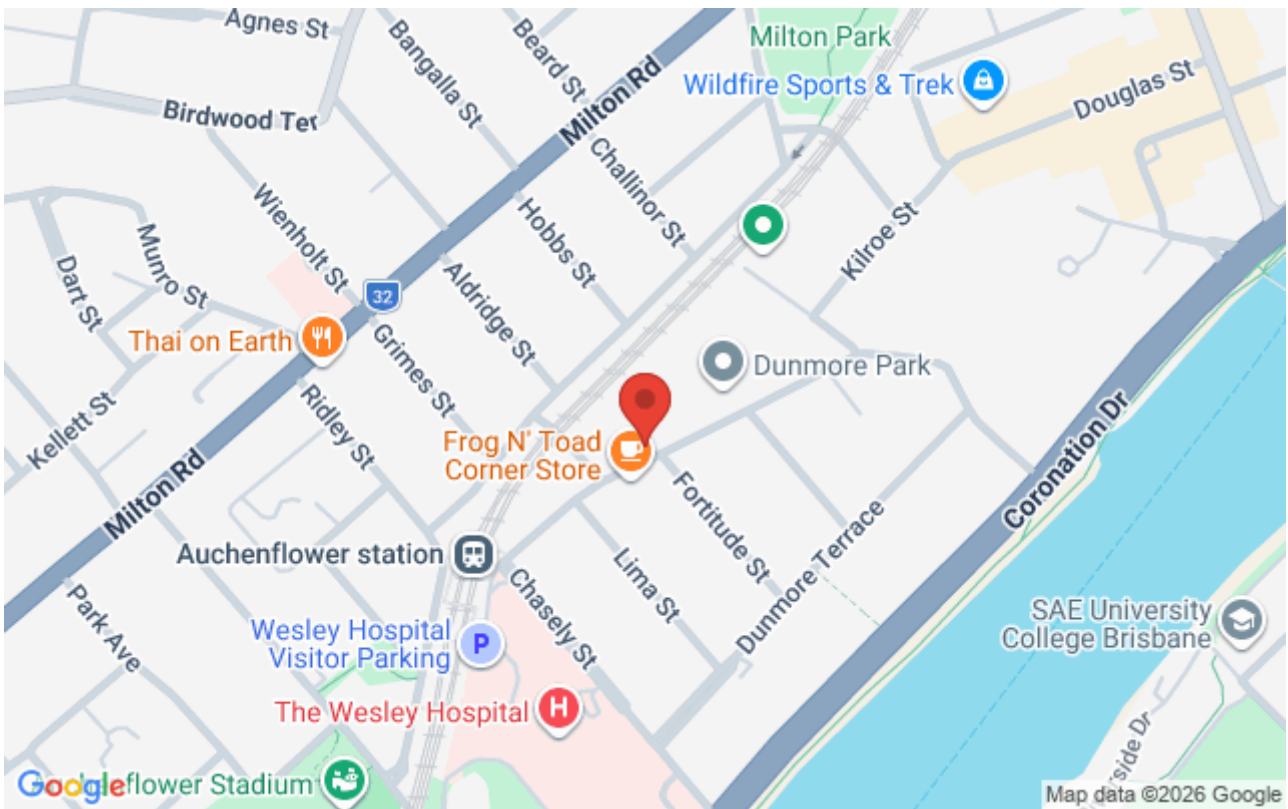 Agnes St
Bangalla St
Beard St
Milton Park
Wildfire Sports & Trek
Douglas St
Birdwood Ter
Milton Rd
Challinor St
Wienholt St
Hobbs St
Kilroe St
Munro St
Dart St
Aldridge St
32
Thai on Earth
Grimes St
Dunmore Park
Kellett St
Ridley St
Frog N' Toad
Corner Store
Coronation Dr
Milton Rd
Fortitude St
Dunmore Terrace
Auchenflower station
Lima St
Chasely St
Park Ave
Wesley Hospital
Visitor Parking
P
SAE University
College Brisbane
The Wesley Hospital
H
Google
flower Stadium
Map data ©2026 Google